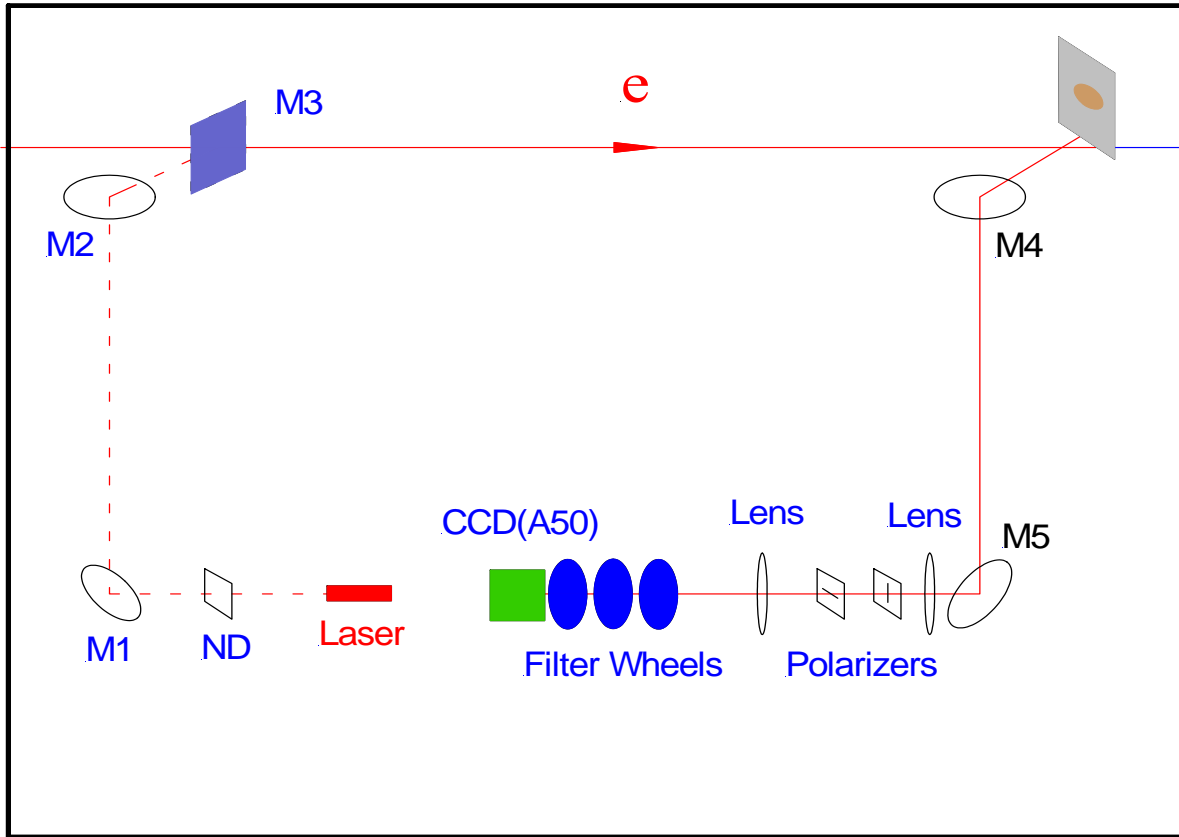 e
M3
M2
M4
CCD(A50)
Lens
Lens
M5
M1
ND
Laser
Filter Wheels
Polarizers